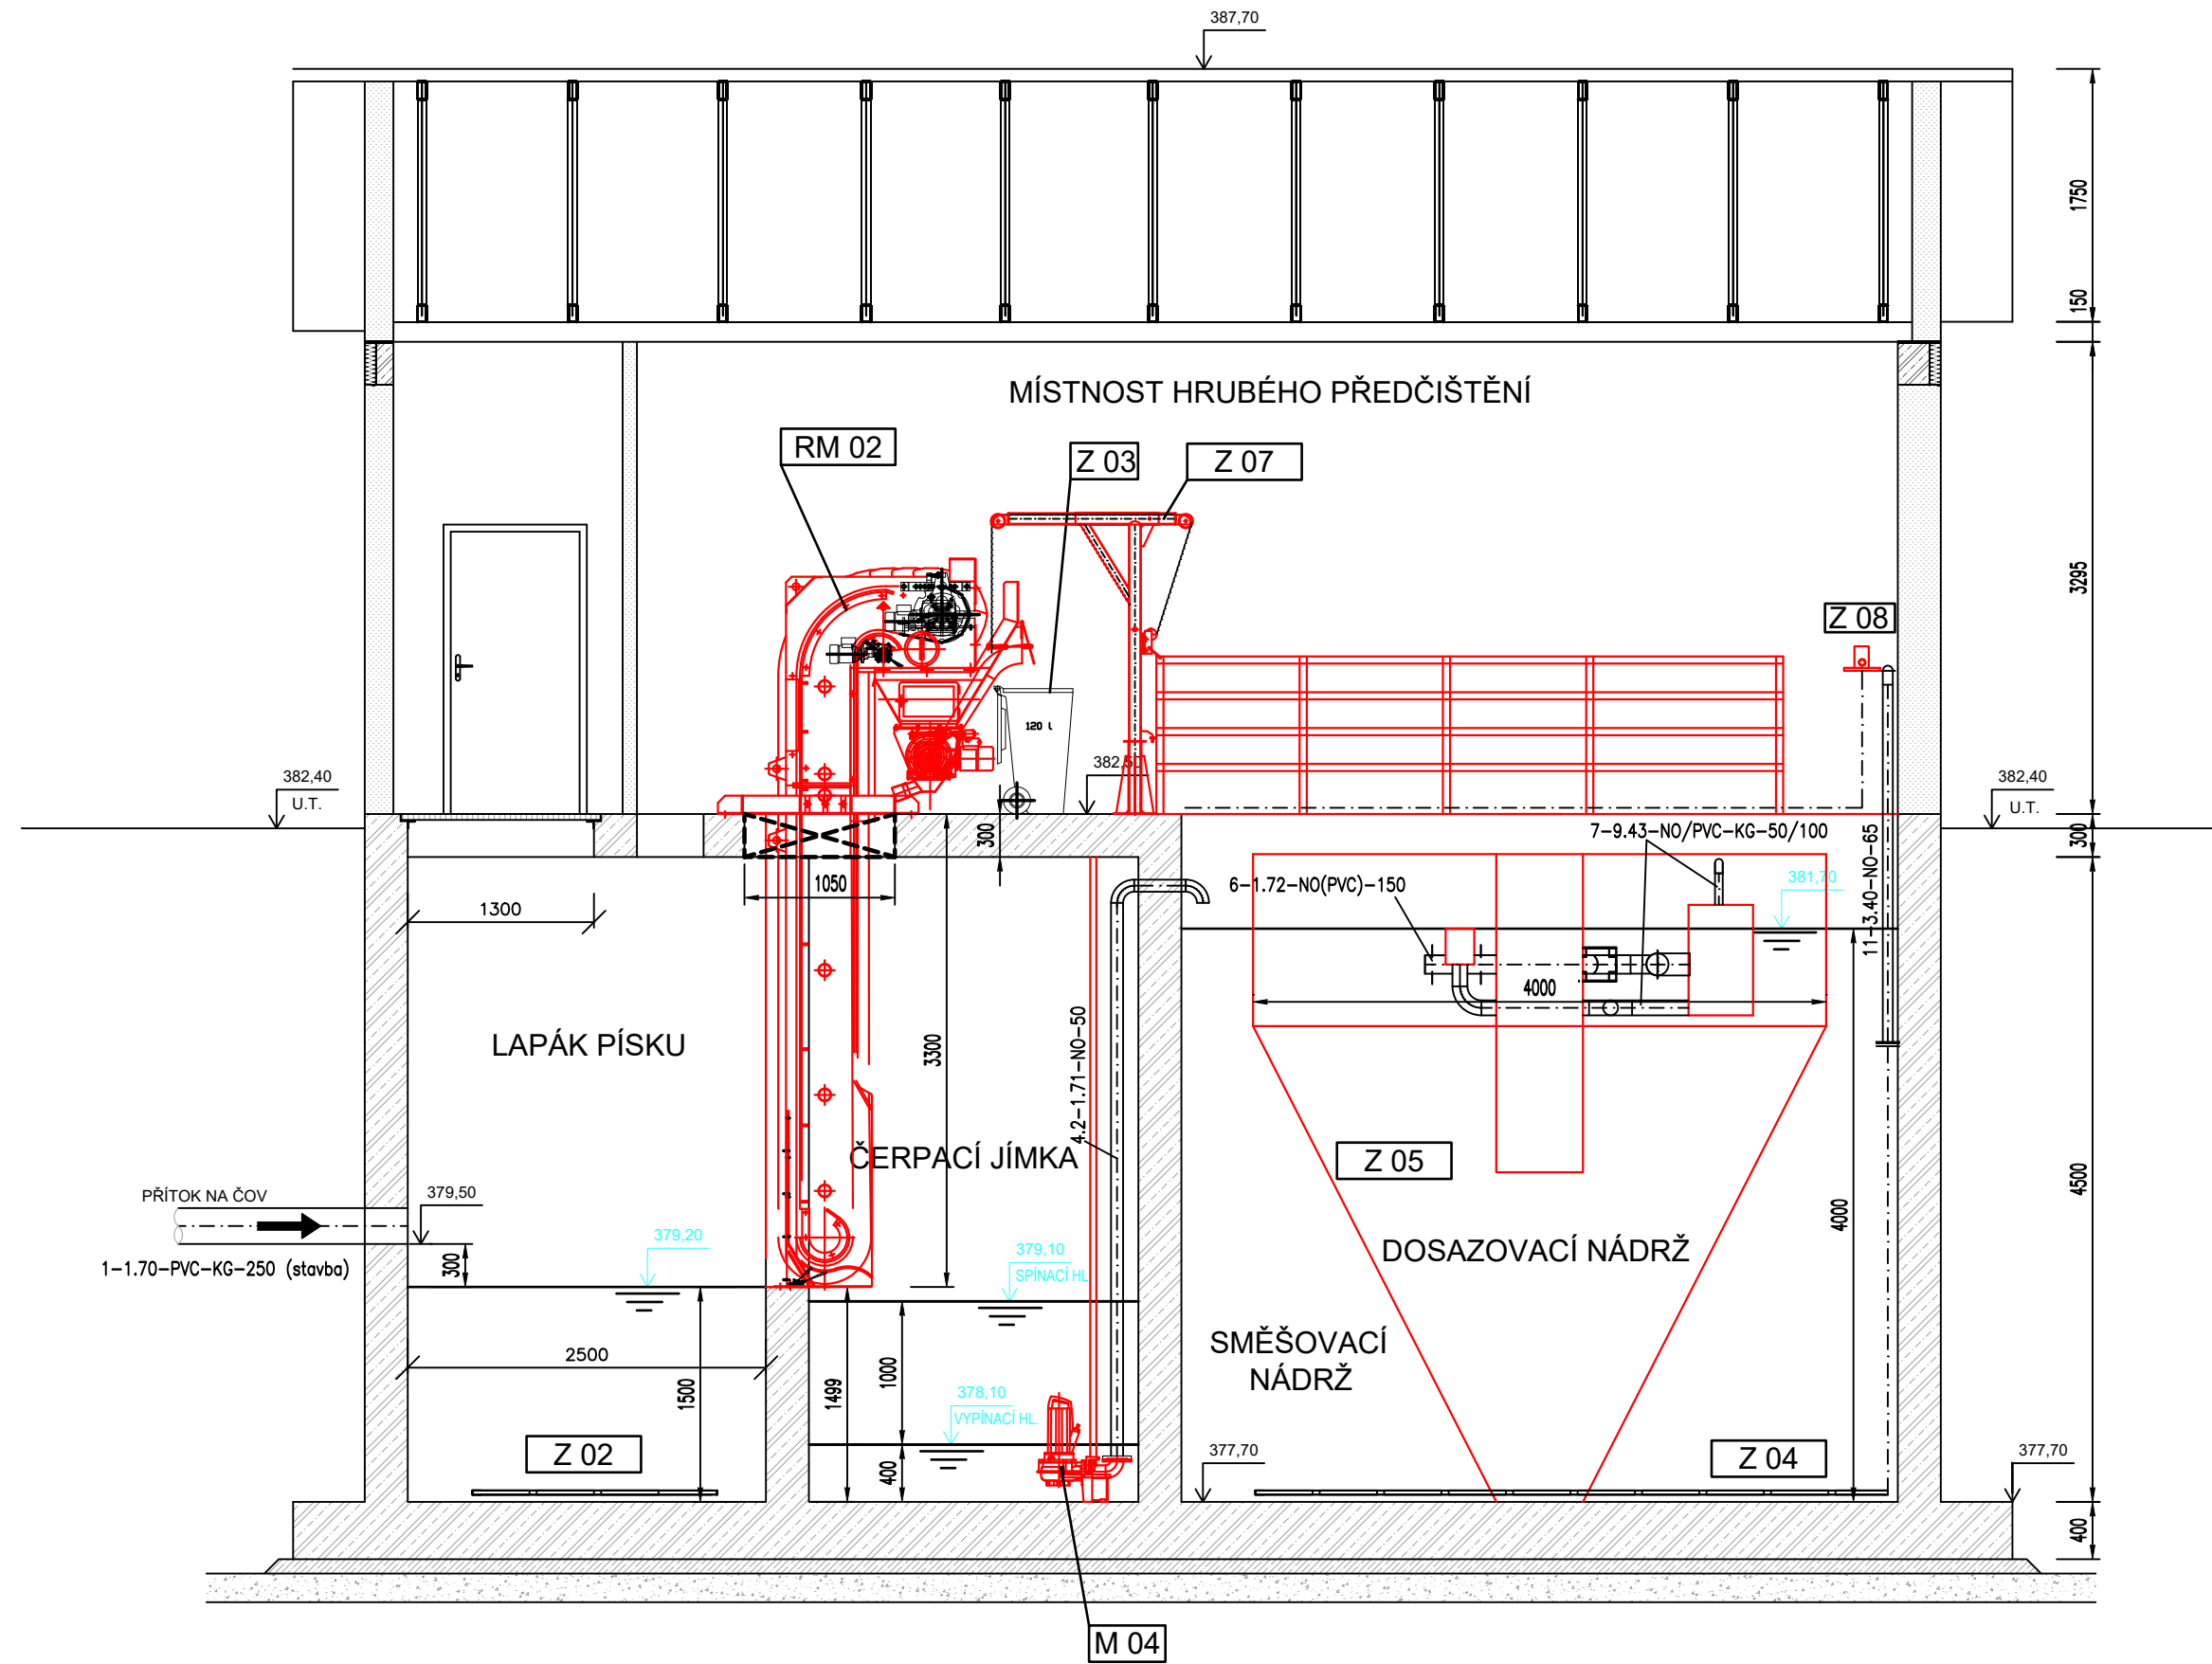 387,70
1750
150
MÍSTNOST HRUBÉHO PŘEDČIŠTĚNÍ
RM 02
Z 03
Z 07
3295
Z 08
120 l
382,40
U.T.
382,50
382,40
U.T.
300
7-9.43-NO/PVC-KG-50/100
300
1050
6-1.72-NO(PVC)-150
381,70
1300
11-3.40-NO-65
4000
LAPÁK PÍSKU
3300
4.2-1.71-NO-50
ČERPACÍ JÍMKA
Z 05
4500
PŘÍTOK NA ČOV
379,50
4000
379,20
379,10
SPÍNACÍ HL.
DOSAZOVACÍ NÁDRŽ
1-1.70-PVC-KG-250 (stavba)
300
SMĚŠOVACÍ
NÁDRŽ
2500
1500
1499
1000
378,10
VYPÍNACÍ HL.
Z 02
400
377,70
Z 04
377,70
400
M 04